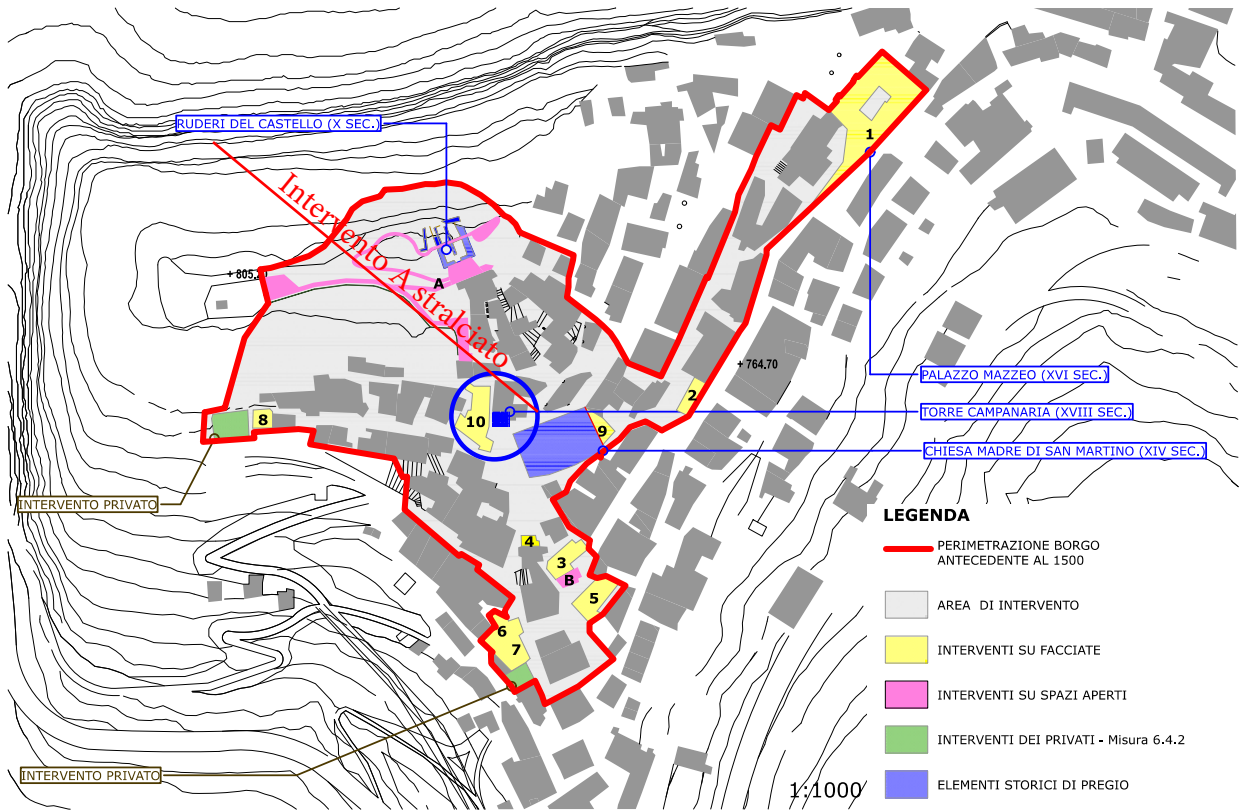 RUDERI DEL CASTELLO (X SEC.)
1
Intervento A stralciato
+ 805.20
A
+ 764.70
PALAZZO MAZZEO (XVI SEC.)
2
TORRE CAMPANARIA (XVIII SEC.)
8
10
9
CHIESA MADRE DI SAN MARTINO (XIV SEC.)
INTERVENTO PRIVATO
4
3
B
5
6
7
INTERVENTO PRIVATO
1:1000
LEGENDA
PERIMETRAZIONE BORGO
ANTECEDENTE AL 1500
AREA DI INTERVENTO
INTERVENTI SU FACCIATE
INTERVENTI SU SPAZI APERTI
INTERVENTI DEI PRIVATI - Misura 6.4.2
ELEMENTI STORICI DI PREGIO